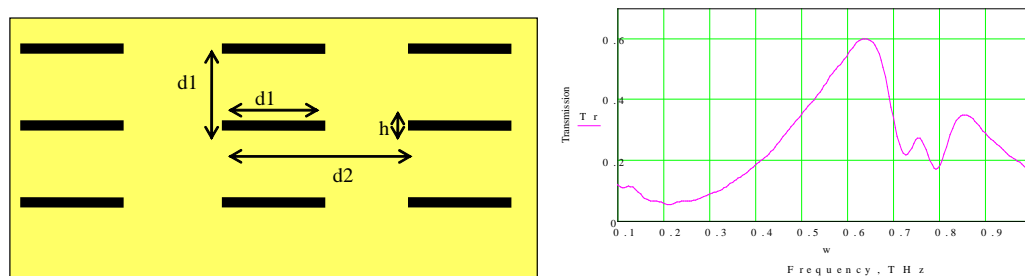 d1
d1
h
d2
Transmission
T r
0 . 6
0 . 4
0 . 2
0
0 . 1 0 . 2 0 . 3 0 . 4 0 . 5 0 . 6 0 . 7 0 . 8 0 . 9
w
F r e q u e n c y , T H z